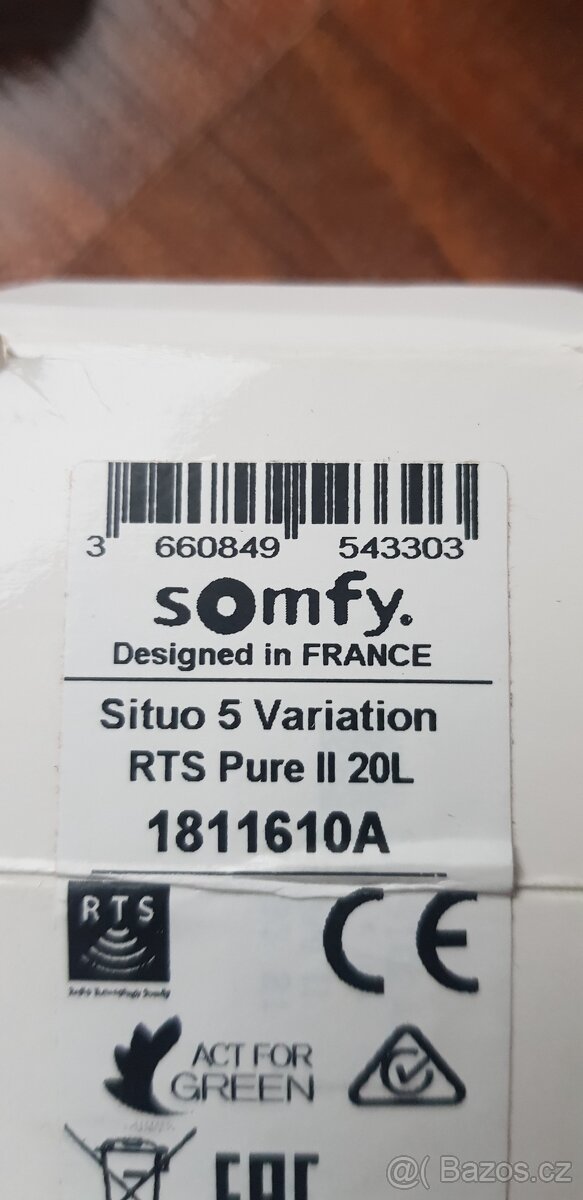 3 660849 543303
somfy.
Designed in FRANCE
Situo 5 Variation
RTS Pure II 20L
1811610A
RTS
CE
ACT FOR
GREEN
EAC
@( Bazos.cz